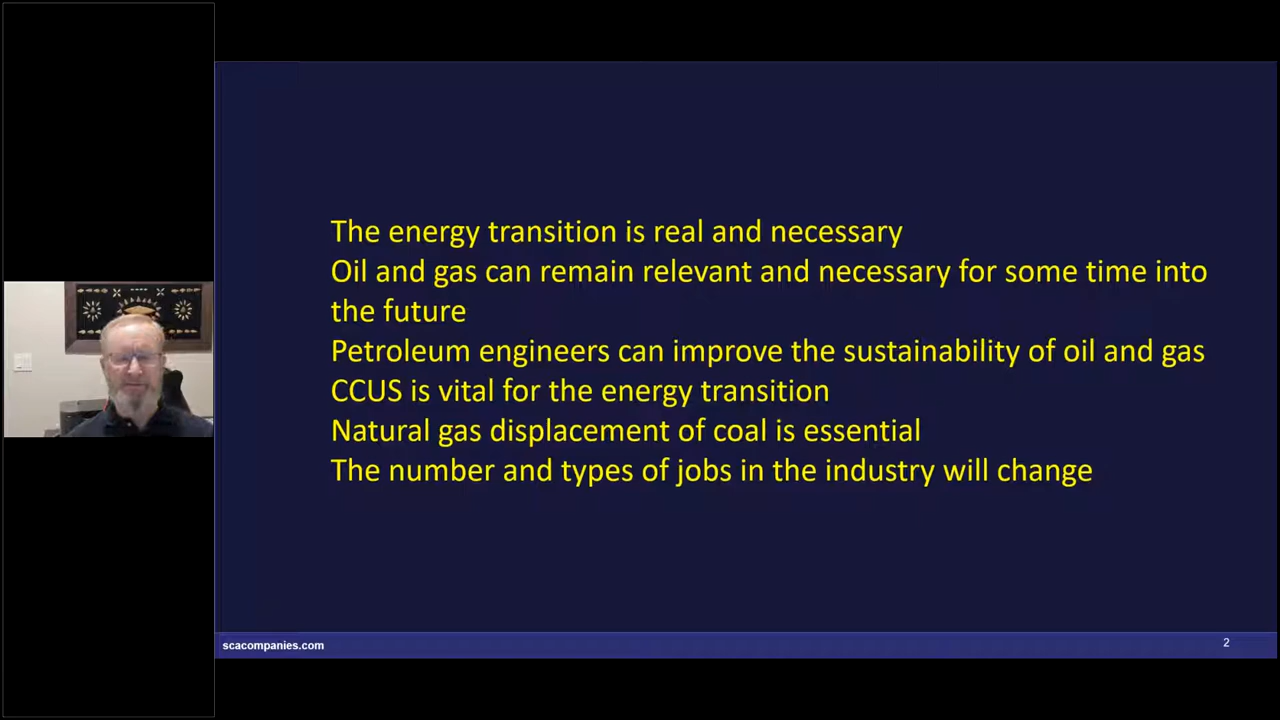 The energy transition is real and necessary
Oil and gas can remain relevant and necessary for some time into
the future
Petroleum engineers can improve the sustainability of oil and gas
CCUS is vital for the energy transition
Natural gas displacement of coal is essential
The number and types of jobs in the industry will change
scacompanies.com
2